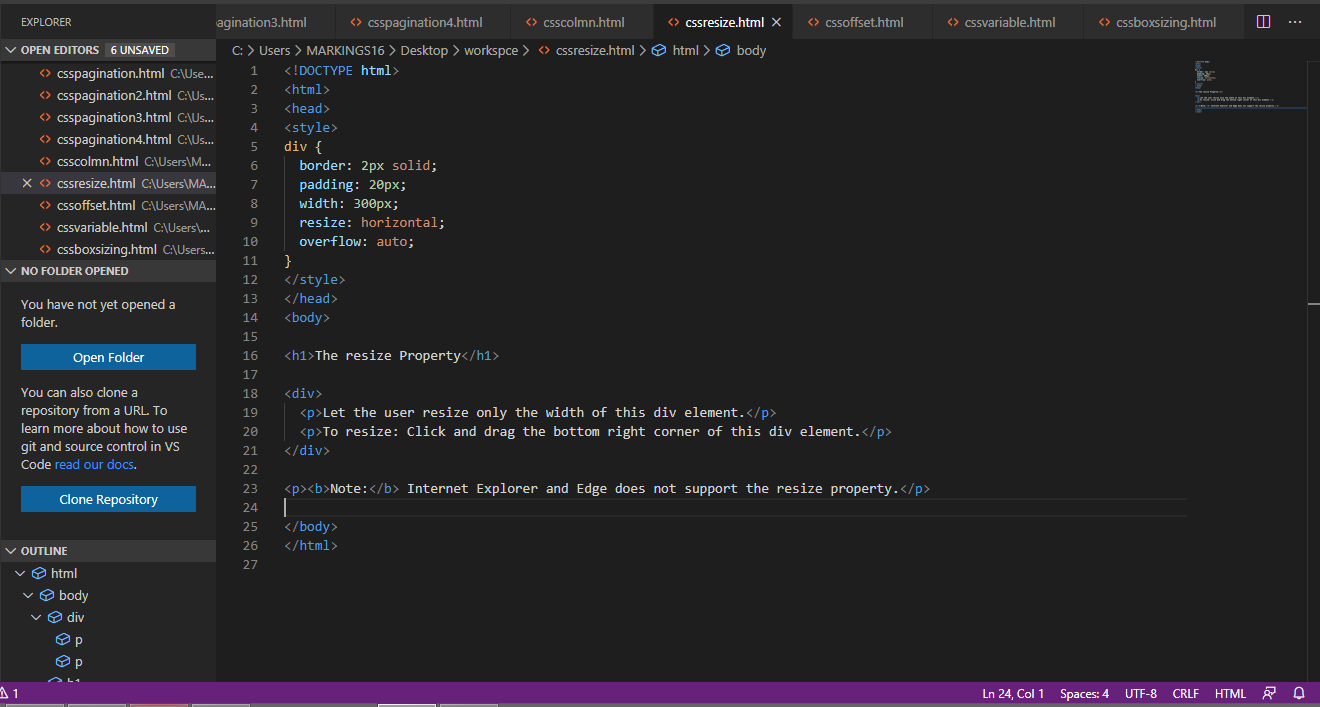 EXPLORER
OPEN EDITORS 6 UNSAVED
csspagination.html C:\Use...
csspagination2.html C:\Us...
csspagination3.html C:\Us...
csspagination4.html C:\Us...
csscolmn.html C:\Users\M...
cssresize.html C:\Users\MA...
cssoffset.html C:\Users\MA...
cssvariable.html C:\Users\...
cssboxsizing.html C:\Users...
NO FOLDER OPENED
You have not yet opened a
folder.
Open Folder
You can also clone a
repository from a URL. To
learn more about how to use
git and source control in VS
Code read our docs.
Clone Repository
OUTLINE
html
body
div
p
p
h1
agination3.html csspagination4.html csscolmn.html cssresize.html cssoffset.html cssvariable.html cssboxsizing.html ...
C: > Users > MARKINGS16 > Desktop > workspce > cssresize.html > html > body
1 <!DOCTYPE html>
2 <html>
3 <head>
4 <style>
5 div {
6 border: 2px solid;
7 padding: 20px;
8 width: 300px;
9 resize: horizontal;
10 overflow: auto;
11 }
12 </style>
13 </head>
14 <body>
15
16 <h1>The resize Property</h1>
17
18 <div>
19 <p>Let the user resize only the width of this div element.</p>
20 <p>To resize: Click and drag the bottom right corner of this div element.</p>
21 </div>
22
23 <p><b>Note:</b> Internet Explorer and Edge does not support the resize property.</p>
24
25 </body>
26 </html>
27
1 Ln 24, Col 1 Spaces: 4 UTF-8 CRLF HTML